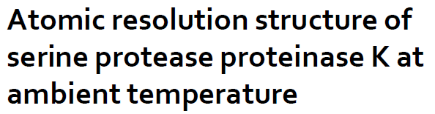 Atomic resolution structure of
serine protease proteinase K at
ambient temperature